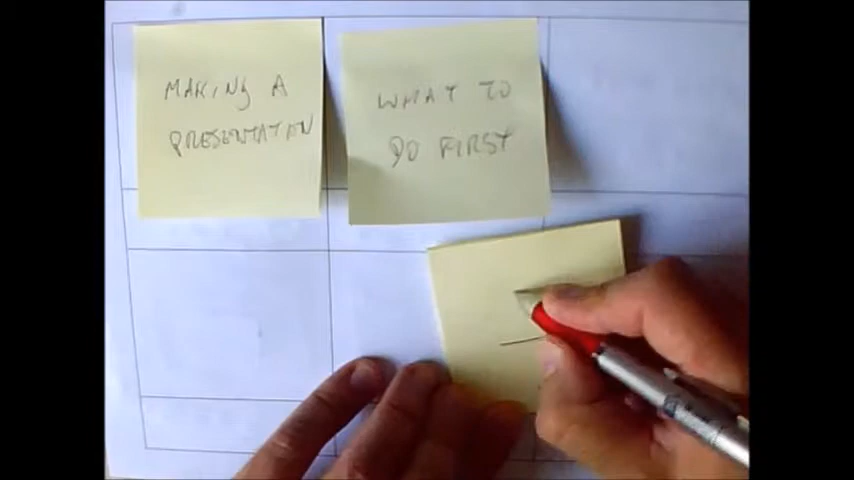 MAKING A
PRESENTATION
WHAT TO
DO FIRST